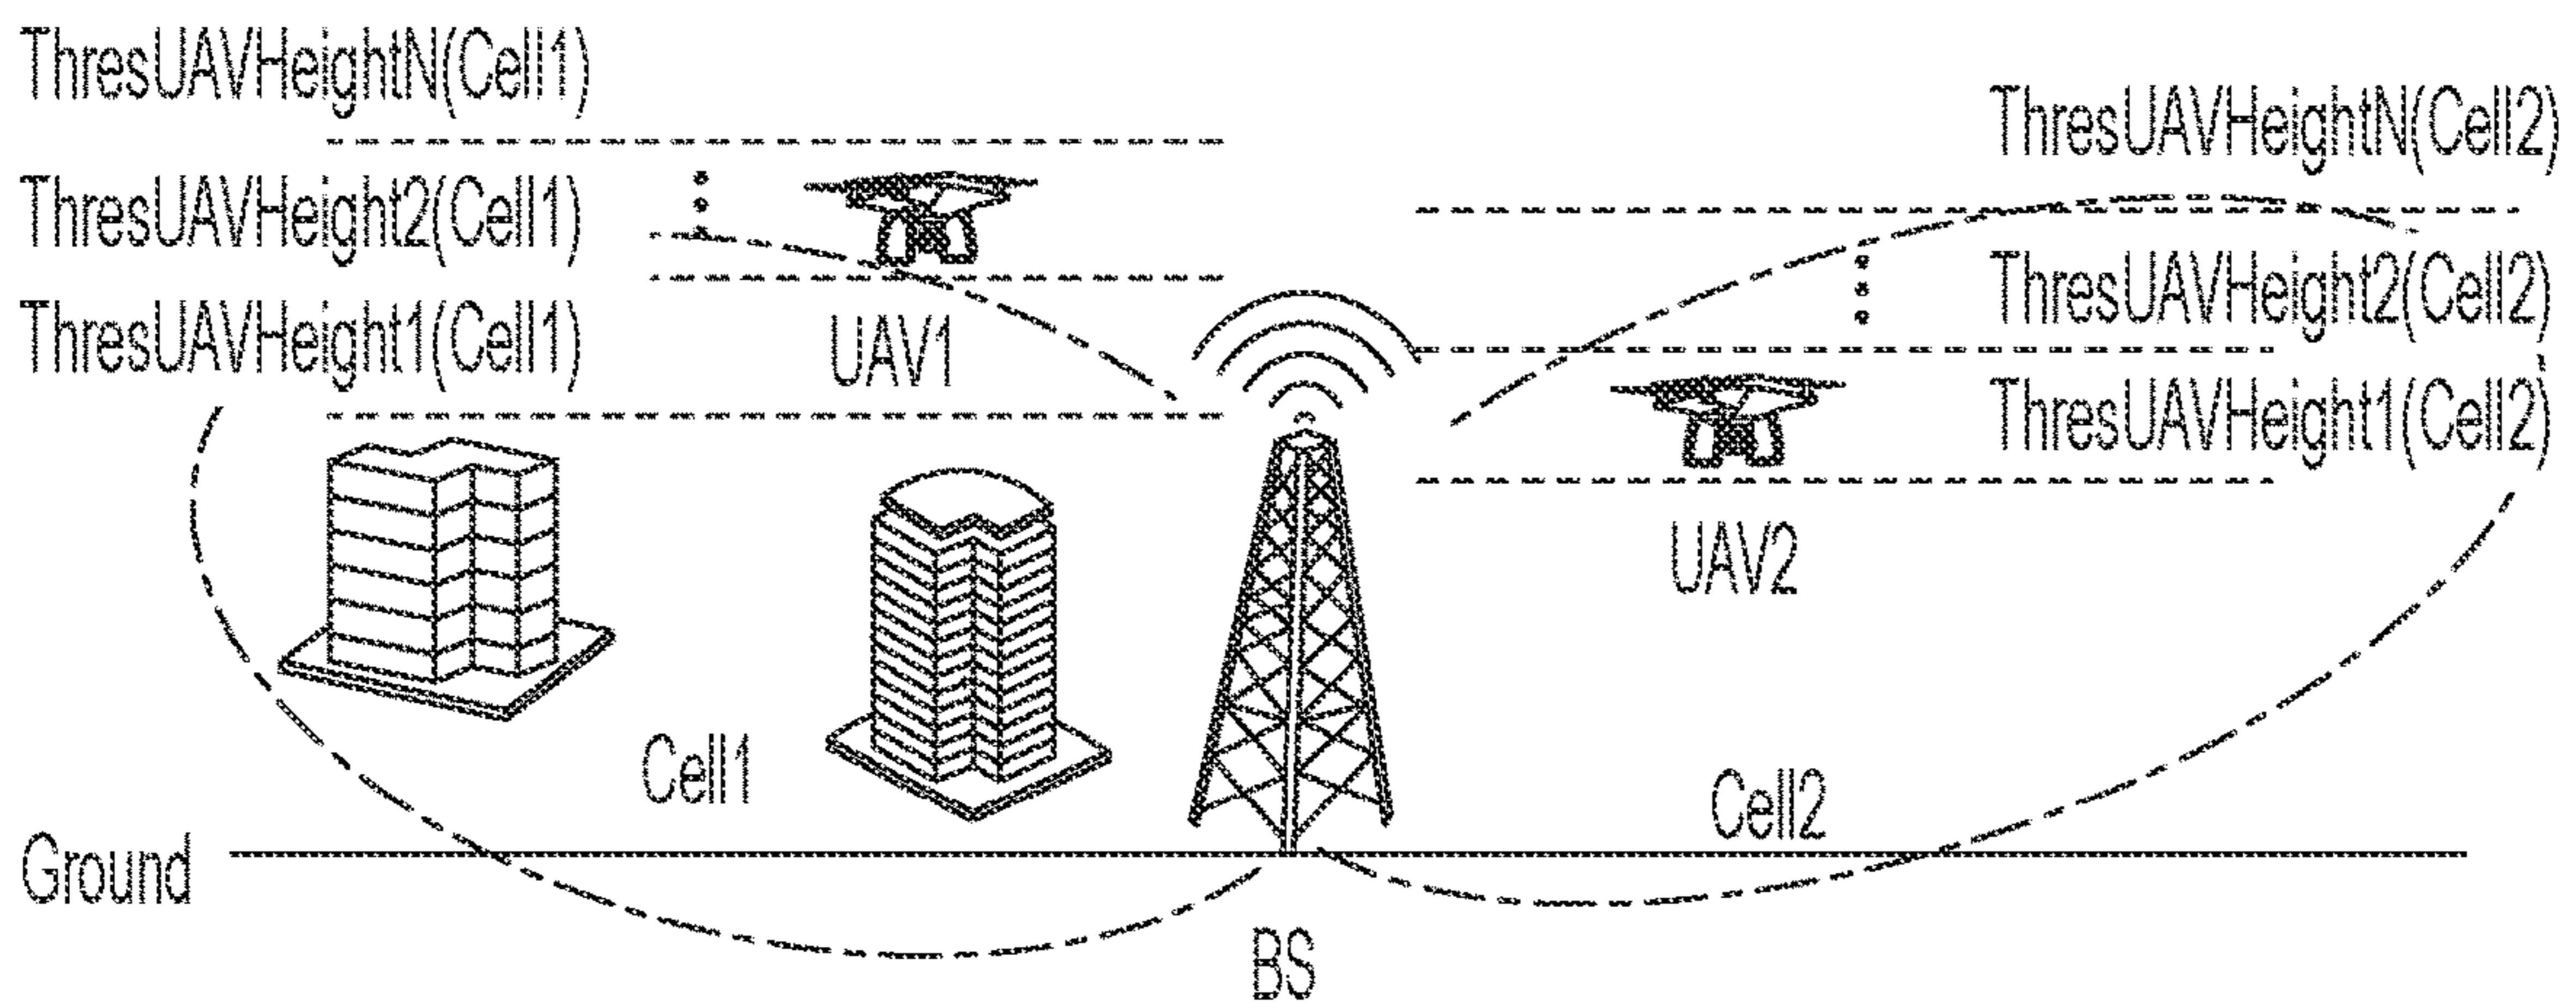 ThresUAVHeightN(Cell1)
ThresUAVHeightN(Cell2)
ThresUAVHeight2(Cell1)
ThresUAVHeight2(Cell2)
ThresUAVHeight1(Cell1)
UAV1
ThresUAVHeight1(Cell2)
UAV2
Cell1
Cell2
Ground
BS